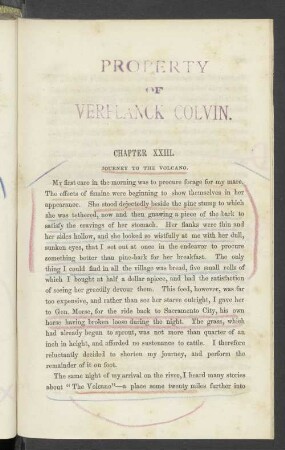 PROPERTY
OF
VERPLANCK COLVIN.
CHAPTER XXIII.
JOURNEY TO THE VOLCANO.
My first care in the morning was to procure forage for my mare.
The effects of famine were beginning to show themselves in her
appearance. She stood dejectedly beside the pine stump to which
she was tethered, now and then gnawing a piece of the bark to
satisfy the cravings of her stomach. Her flanks were thin and
her sides hollow, and she looked so wistfully at me with her dull,
sunken eyes, that I set out at once in the endeavor to procure
something better than pine-bark for her breakfast. The only
thing I could find in all the village was bread, five small rolls of
which I bought at half a dollar apiece, and had the satisfaction
of seeing her greedily devour them. This food, however, was far
too expensive, and rather than see her starve outright, I gave her
to Gen. Morse, for the ride back to Sacramento City, his own
horse having broken loose during the night. The grass, which
had already began to sprout, was not more than quarter of an
inch in height, and afforded no sustenance to cattle. I therefore
reluctantly decided to shorten my journey, and perform the
remainder of it on foot.
The same night of my arrival on the river, I heard many stories
about "The Volcano"—a place some twenty miles further into